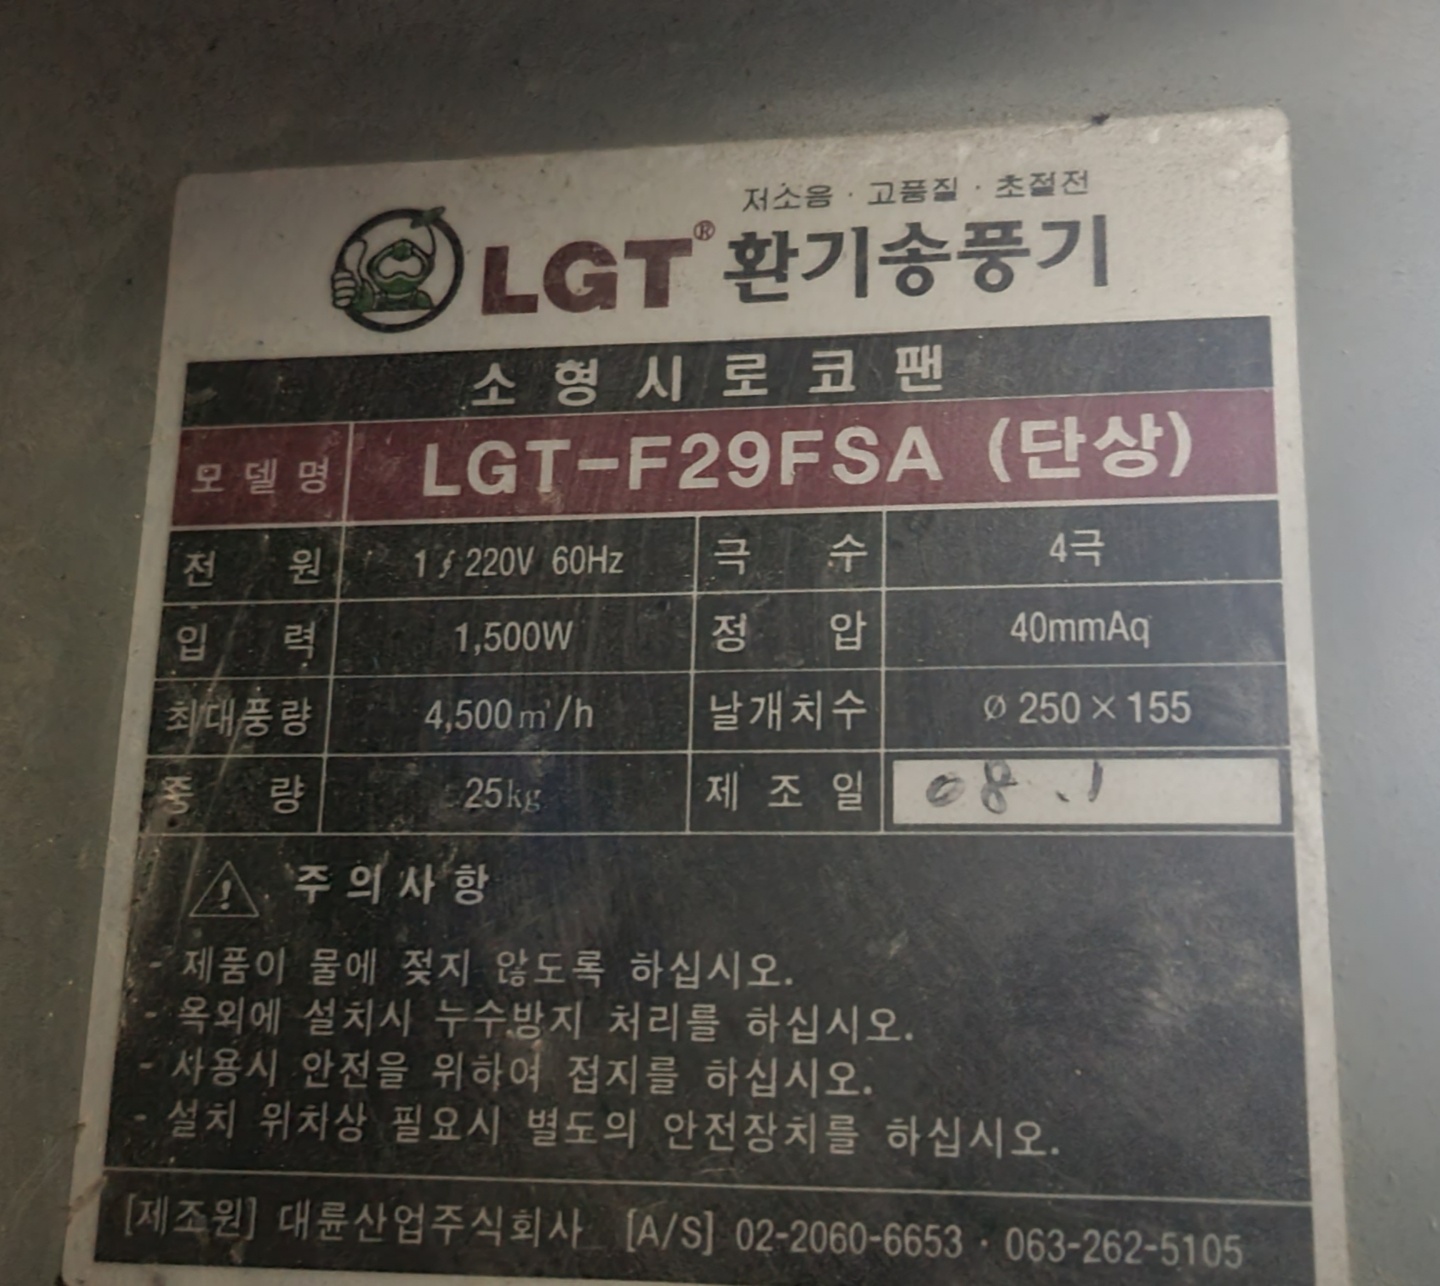 저소음 · 고품질 · 초절전
LGT® 환기송풍기
소형시로코팬
모델명 LGT-F29FSA (단상)
전원 1∮ 220V 60Hz 극수 4극
입력 1,500W 정압 40mmAq
최대풍량 4,500㎥/h 날개치수 Ø 250×155
중량 25kg 제조일 08.1
주의사항
- 제품이 물에 젖지 않도록 하십시오.
- 옥외에 설치시 누수방지 처리를 하십시오.
- 사용시 안전을 위하여 접지를 하십시오.
- 설치 위치상 필요시 별도의 안전장치를 하십시오.
[제조원] 대륜산업주식회사 [A/S] 02-2060-6653 · 063-262-5105